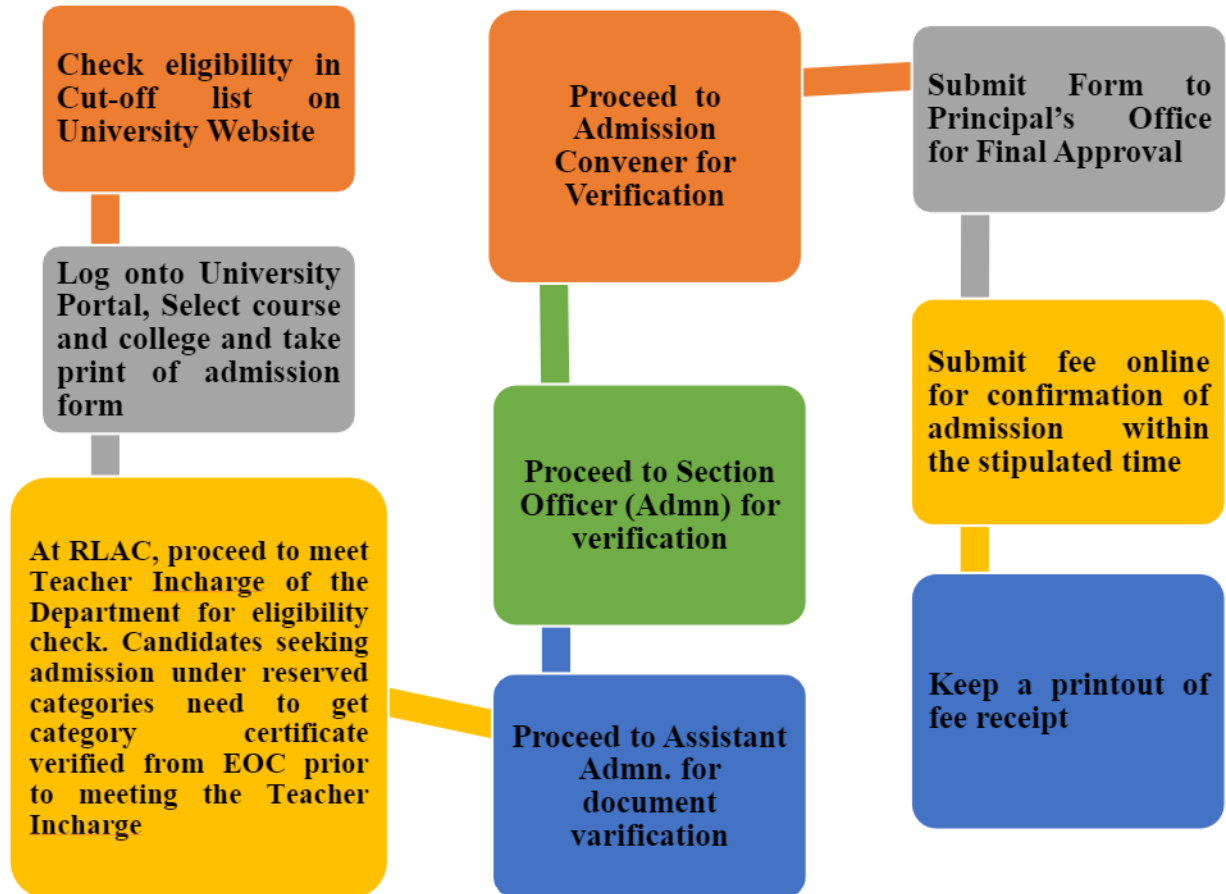 Check eligibility in
Cut-off list on
University Website
Log onto University
Portal, Select course
and college and take
print of admission
form
At RLAC, proceed to meet
Teacher Incharge of the
Department for eligibility
check. Candidates seeking
admission under reserved
categories need to get
category certificate
verified from EOC prior
to meeting the Teacher
Incharge
Proceed to Assistant
Admn. for
document
varification
Proceed to Section
Officer (Admn) for
verification
Proceed to
Admission
Convener for
Verification
Submit Form to
Principal’s Office
for Final Approval
Submit fee online
for confirmation of
admission within
the stipulated time
Keep a printout of
fee receipt